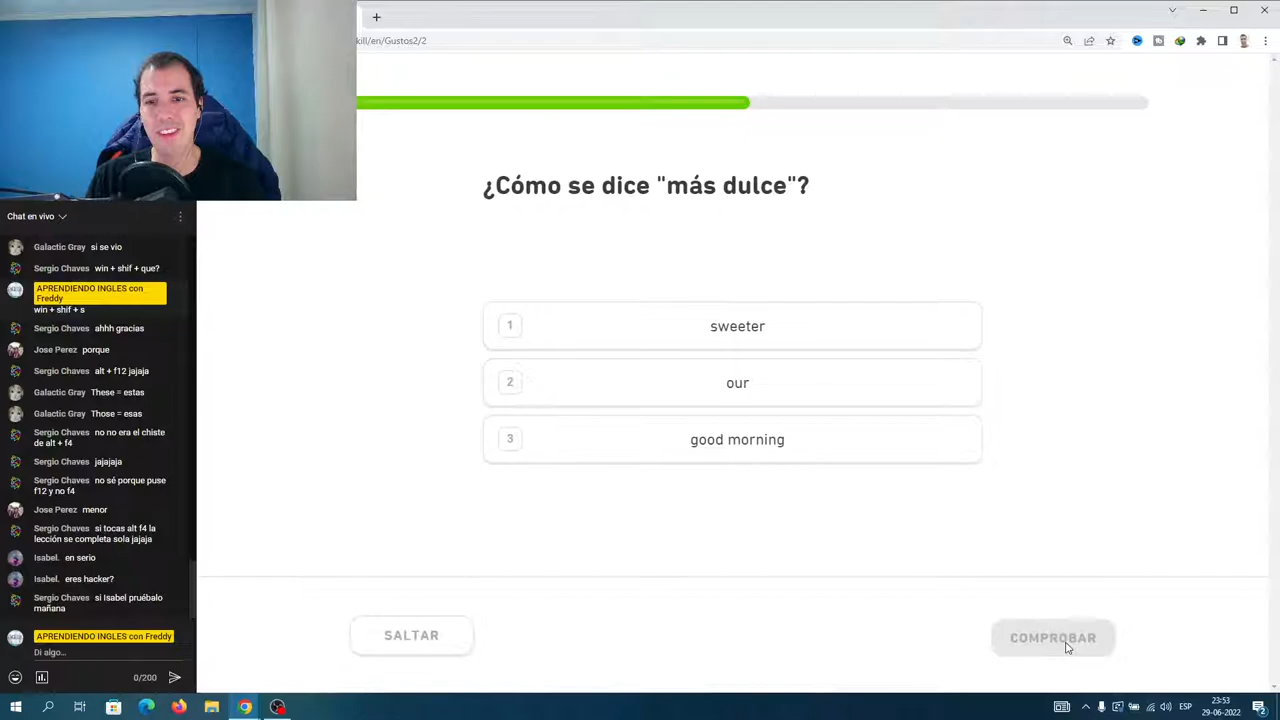 kill/en/Gustos2/2
¿Cómo se dice "más dulce"?
1 sweeter
2 our
3 good morning
SALTAR
COMPROBAR
Chat en vivo
Galactic Gray si se vio
Sergio Chaves win + shif + que?
APRENDIENDO INGLES con
Freddy
win + shif + s
Sergio Chaves ahhh gracias
Jose Perez porque
Sergio Chaves alt + f12 jajaja
Galactic Gray These = estas
Galactic Gray Those = esas
Sergio Chaves no no era el chiste
de alt + f4
Sergio Chaves jajajaja
Sergio Chaves no sé porque puse
f12 y no f4
Jose Perez menor
Sergio Chaves si tocas alt f4 la
lección se completa sola jajaja
Isabel. en serio
Isabel. eres hacker?
Sergio Chaves si Isabel pruébalo
mañana
APRENDIENDO INGLES con Freddy
Di algo...
0/200
ESP
23:53
29-06-2022
2